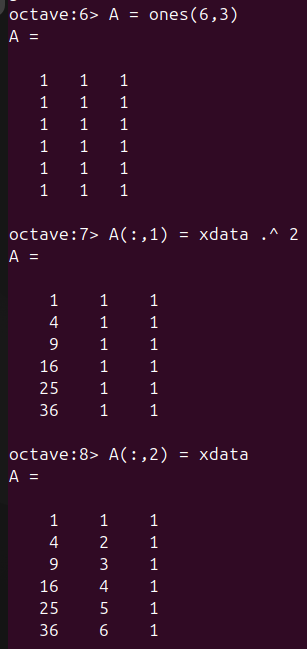 octave:6> A = ones(6,3)
A =
1 1 1
1 1 1
1 1 1
1 1 1
1 1 1
1 1 1
octave:7> A(:,1) = xdata .^ 2
A =
1 1 1
4 1 1
9 1 1
16 1 1
25 1 1
36 1 1
octave:8> A(:,2) = xdata
A =
1 1 1
4 2 1
9 3 1
16 4 1
25 5 1
36 6 1